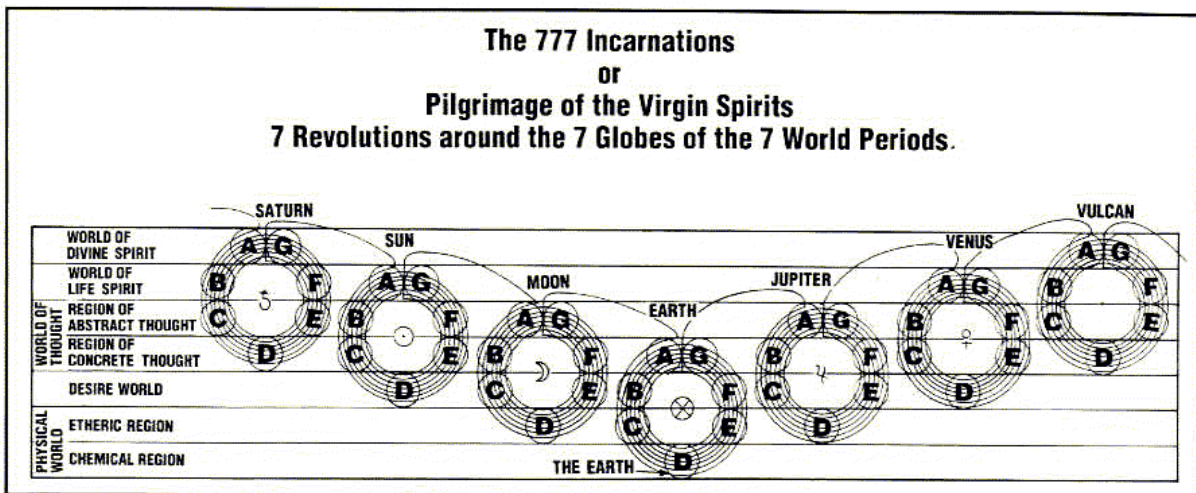 The 777 Incarnations
or
Pilgrimage of the Virgin Spirits
7 Revolutions around the 7 Globes of the 7 World Periods.
SATURN
SUN
MOON
EARTH
JUPITER
VENUS
VULCAN
WORLD OF
DIVINE SPIRIT
WORLD OF
LIFE SPIRIT
WORLD OF
THOUGHT
REGION OF
ABSTRACT THOUGHT
REGION OF
CONCRETE THOUGHT
DESIRE WORLD
PHYSICAL
WORLD
ETHERIC REGION
CHEMICAL REGION
THE EARTH
A G
B F
C E
D
A G
B F
C E
D
A G
B F
C E
D
A G
B F
C E
D
A G
B F
C E
D
A G
B F
C E
D
A G
B F
C E
D